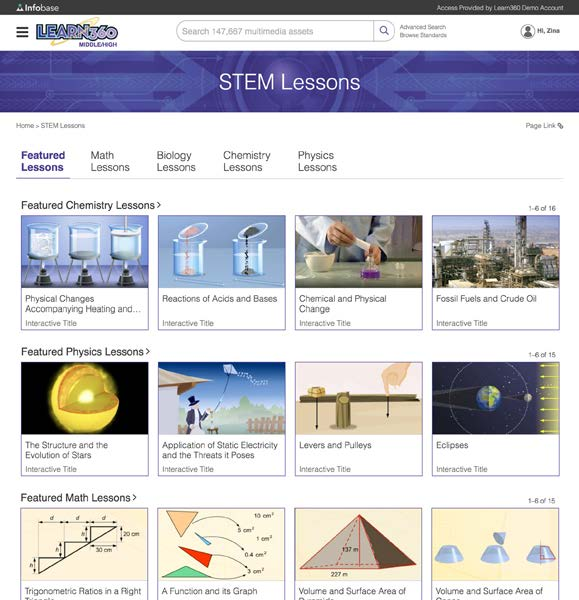 Infobase
Access Provided by Learn360 Demo Account
LEARN360
MIDDLE/HIGH
Search 147,667 multimedia assets
Advanced Search
Browse Standards
Hi, Zina
STEM Lessons
Home > STEM Lessons
Page Link
Featured Lessons
Math Lessons
Biology Lessons
Chemistry Lessons
Physics Lessons
Featured Chemistry Lessons >
1-6 of 16
Physical Changes
Accompanying Heating and...
Interactive Title
Reactions of Acids and Bases
Interactive Title
Chemical and Physical
Change
Interactive Title
Fossil Fuels and Crude Oil
Interactive Title
Featured Physics Lessons >
1-6 of 15
The Structure and the
Evolution of Stars
Interactive Title
Application of Static Electricity
and the Threats it Poses
Interactive Title
Levers and Pulleys
Interactive Title
Eclipses
Interactive Title
Featured Math Lessons >
1-6 of 15
d d d
h
h
h
20 cm
30 cm
Trigonometric Ratios in a Right
10 cm²
5 cm²
1 cm²
0.4 cm²
3 cm²
A Function and its Graph
137 m
227 m
Volume and Surface Area of
Volume and Surface Area of